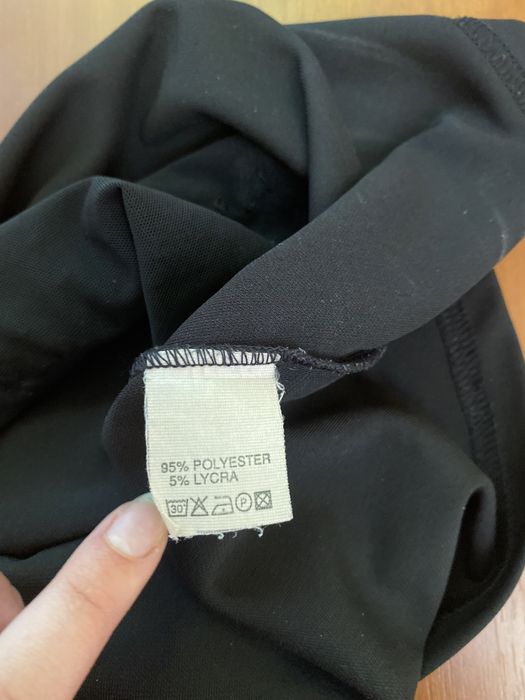 95% POLYESTER
5% LYCRA
30° P